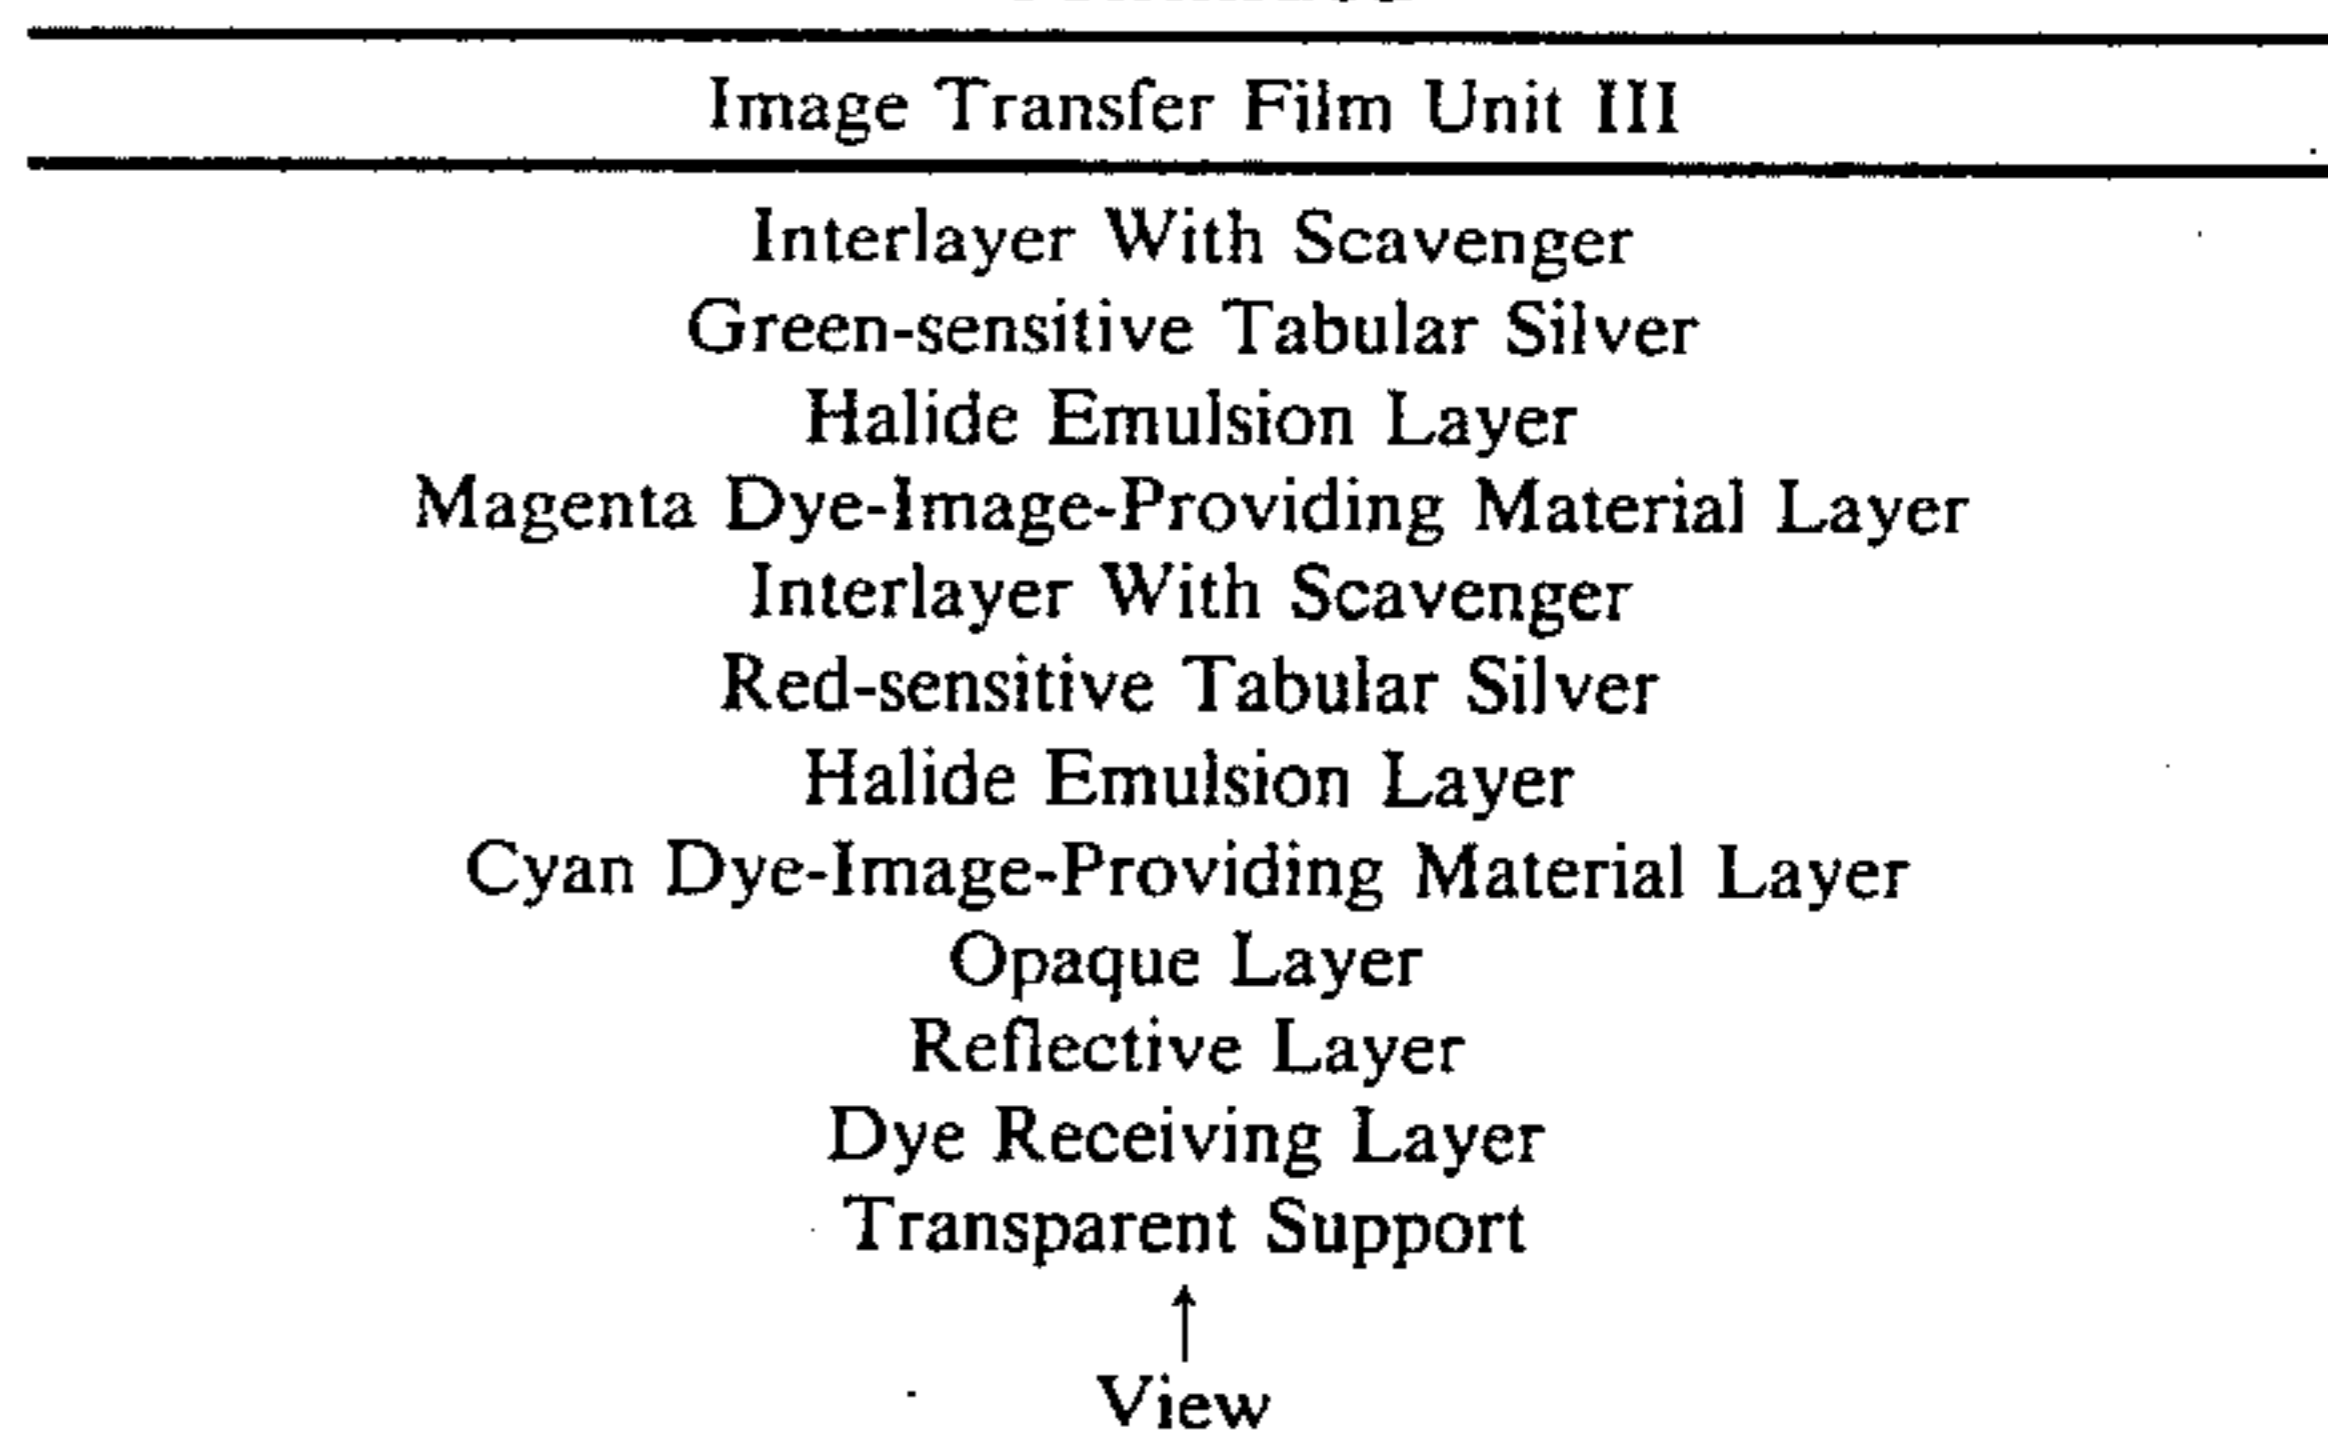 Image Transfer Film Unit III
Interlayer With Scavenger
Green-sensitive Tabular Silver
Halide Emulsion Layer
Magenta Dye-Image-Providing Material Layer
Interlayer With Scavenger
Red-sensitive Tabular Silver
Halide Emulsion Layer
Cyan Dye-Image-Providing Material Layer
Opaque Layer
Reflective Layer
Dye Receiving Layer
Transparent Support
↑
View